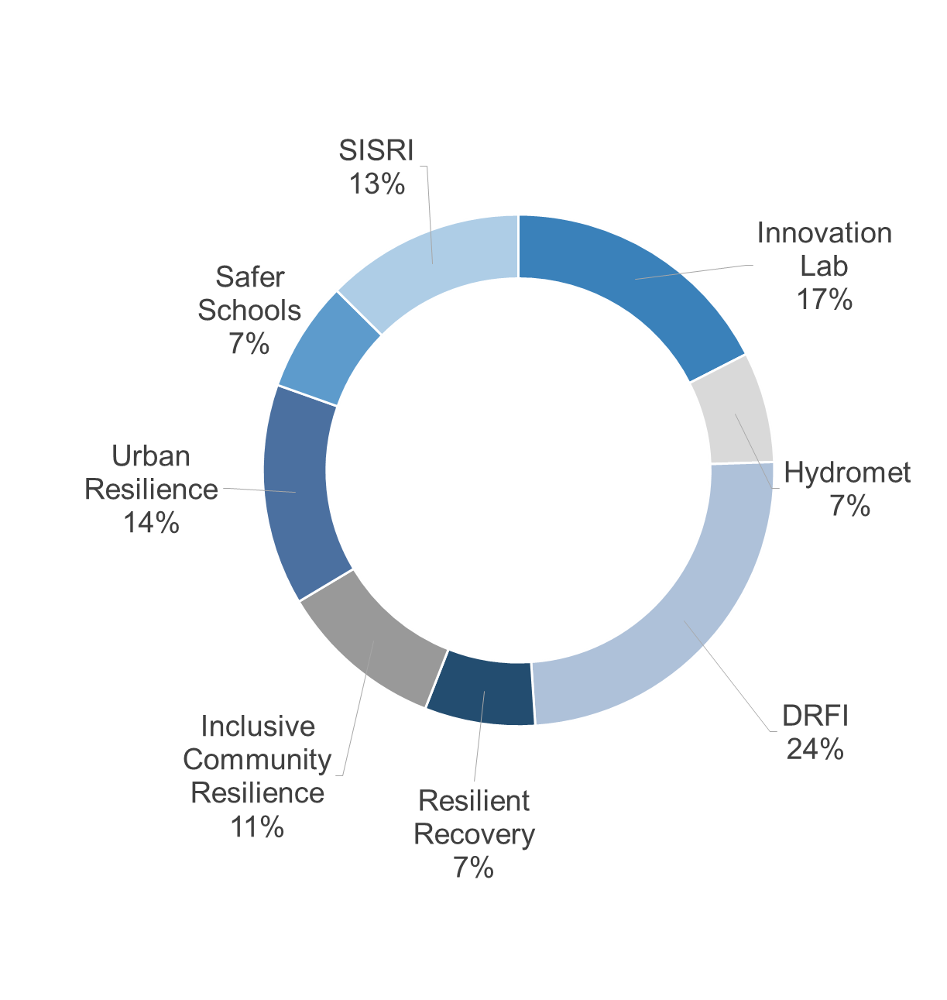 SISRI
13%
Innovation
Lab
17%
Safer
Schools
7%
Urban
Resilience
14%
Hydromet
7%
DRFI
24%
Inclusive
Community
Resilience
11%
Resilient
Recovery
7%